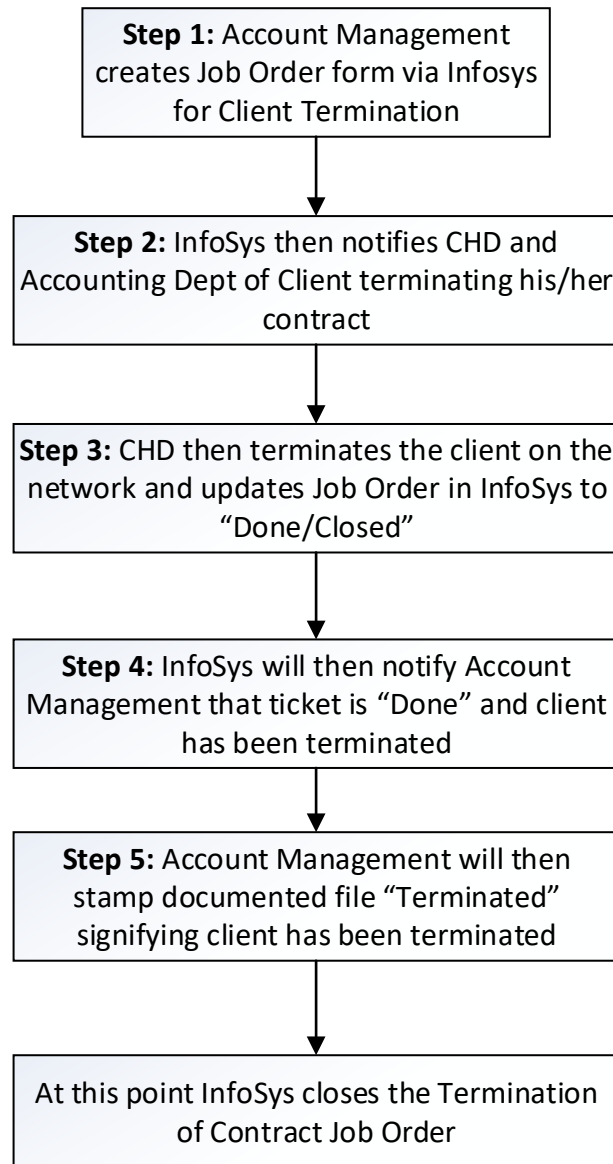 Step 1: Account Management
creates Job Order form via Infosys
for Client Termination
Step 2: InfoSys then notifies CHD and
Accounting Dept of Client terminating his/her
contract
Step 3: CHD then terminates the client on the
network and updates Job Order in InfoSys to
“Done/Closed”
Step 4: InfoSys will then notify Account
Management that ticket is “Done” and client
has been terminated
Step 5: Account Management will then
stamp documented file “Terminated”
signifying client has been terminated
At this point InfoSys closes the Termination
of Contract Job Order